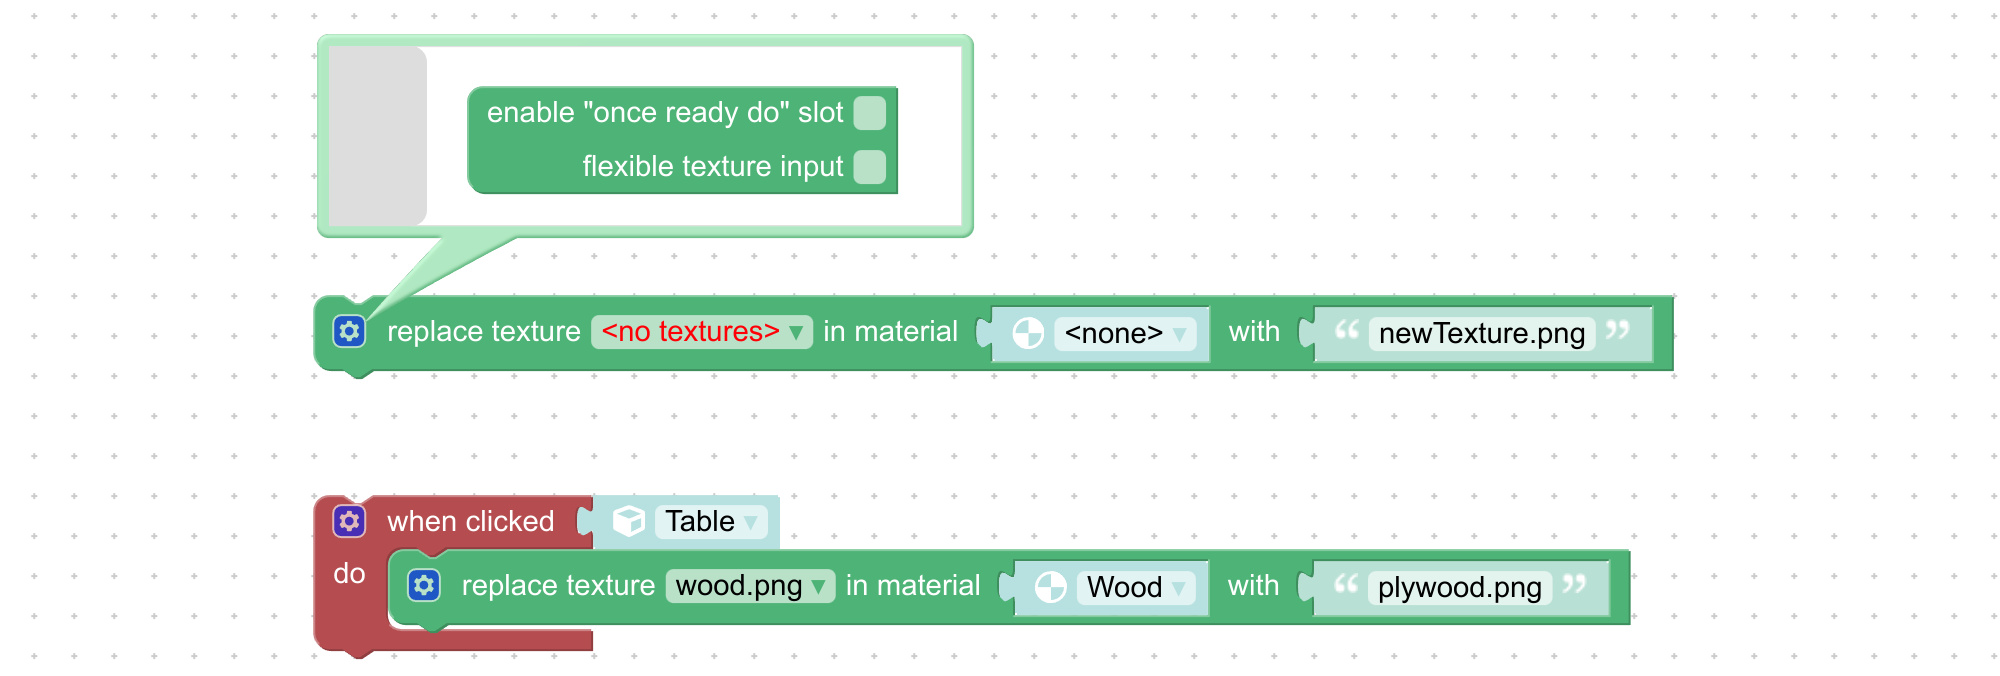 enable "once ready do" slot
flexible texture input
replace texture <no textures> ▼ in material <none> ▼ with “ newTexture.png ”
when clicked Table ▼
do replace texture wood.png ▼ in material Wood ▼ with “ plywood.png ”